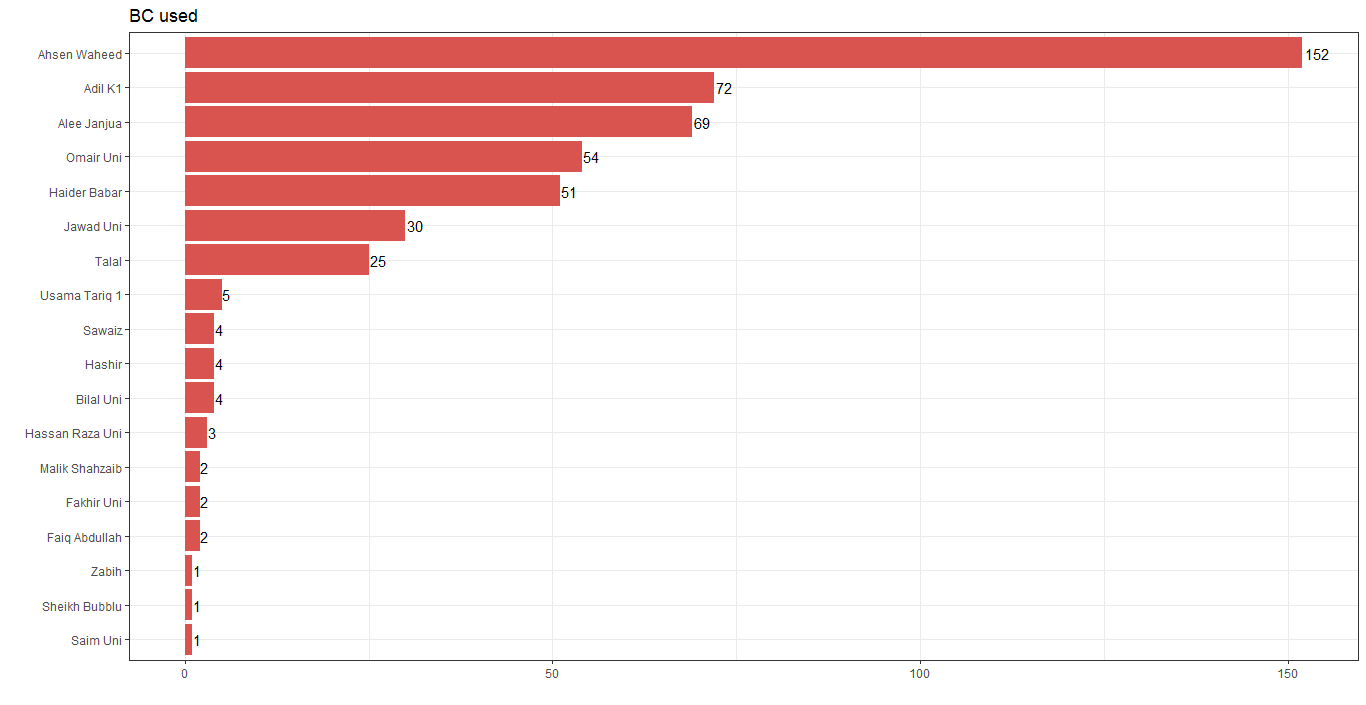 BC used
Ahsen Waheed 152
Adil K1 72
Alee Janjua 69
Omair Uni 54
Haider Babar 51
Jawad Uni 30
Talal 25
Usama Tariq 1 5
Sawaiz 4
Hashir 4
Bilal Uni 4
Hassan Raza Uni 3
Malik Shahzaib 2
Fakhir Uni 2
Faiq Abdullah 2
Zabih 1
Sheikh Bubblu 1
Saim Uni 1
0 50 100 150